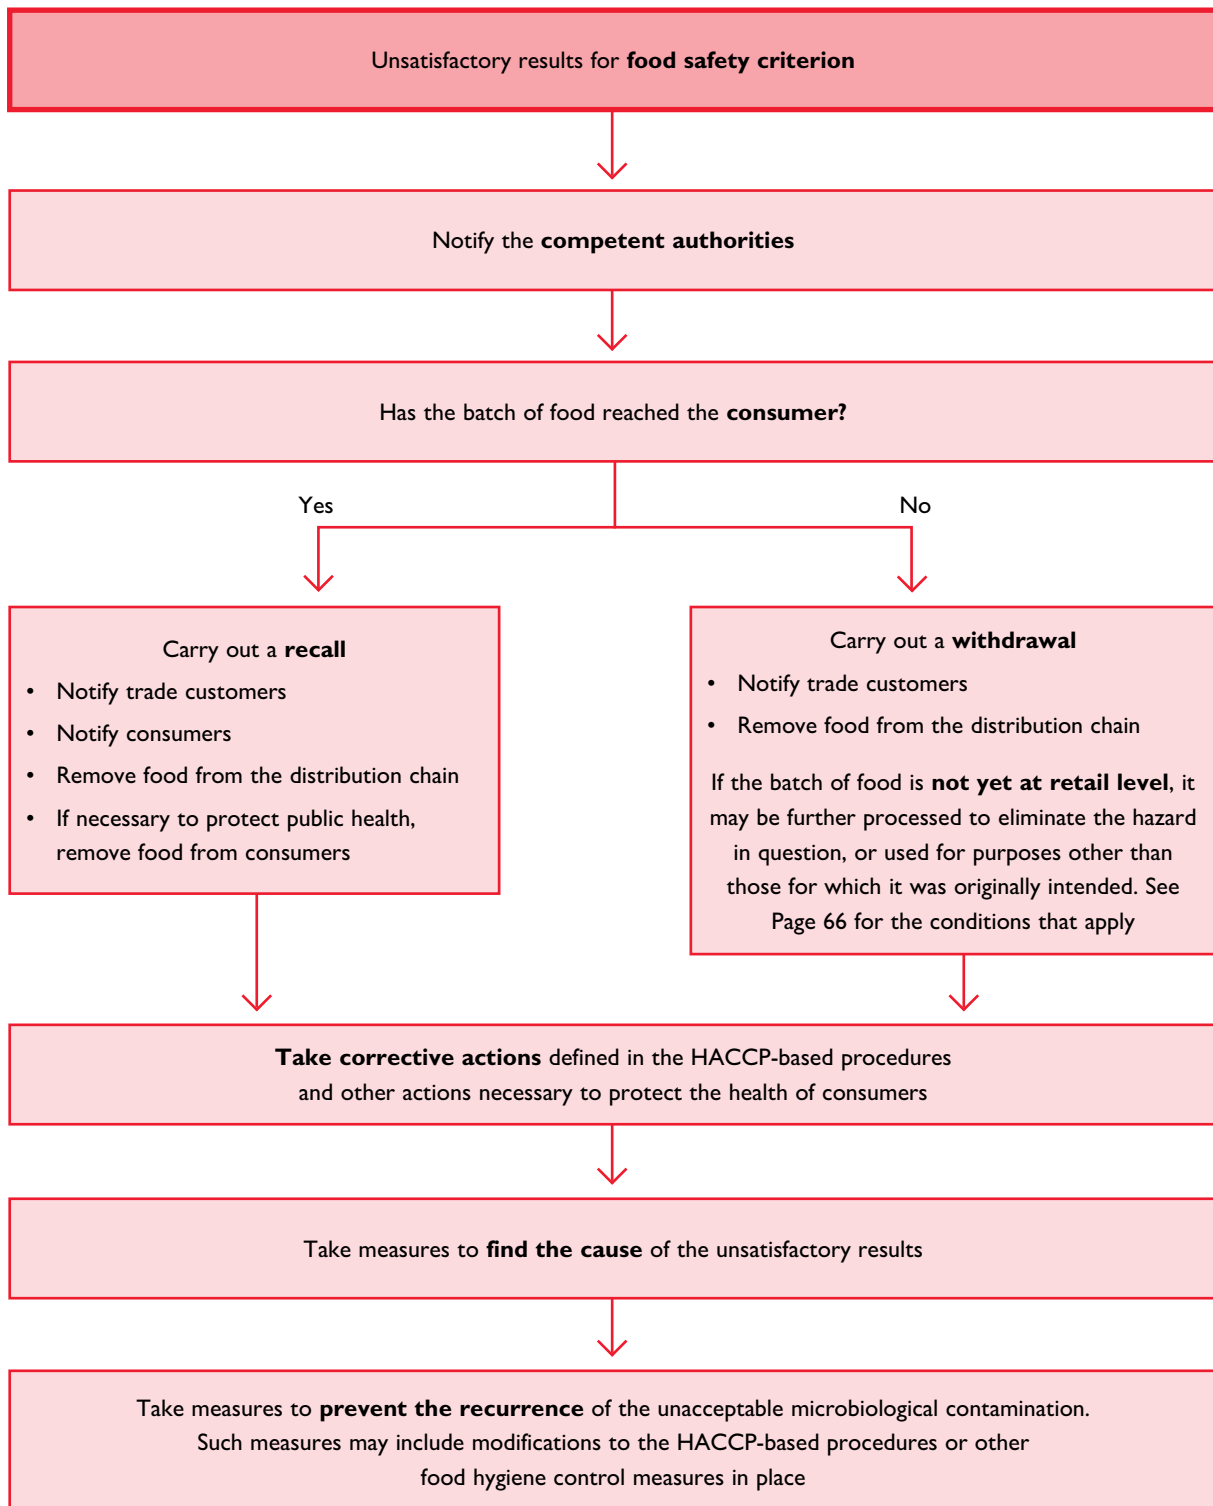 Unsatisfactory results for food safety criterion
Notify the competent authorities
Has the batch of food reached the consumer?
Yes
No
Carry out a recall
• Notify trade customers
• Notify consumers
• Remove food from the distribution chain
• If necessary to protect public health,
remove food from consumers
Carry out a withdrawal
• Notify trade customers
• Remove food from the distribution chain
If the batch of food is not yet at retail level, it
may be further processed to eliminate the hazard
in question, or used for purposes other than
those for which it was originally intended. See
Page 66 for the conditions that apply
Take corrective actions defined in the HACCP-based procedures
and other actions necessary to protect the health of consumers
Take measures to find the cause of the unsatisfactory results
Take measures to prevent the recurrence of the unacceptable microbiological contamination.
Such measures may include modifications to the HACCP-based procedures or other
food hygiene control measures in place